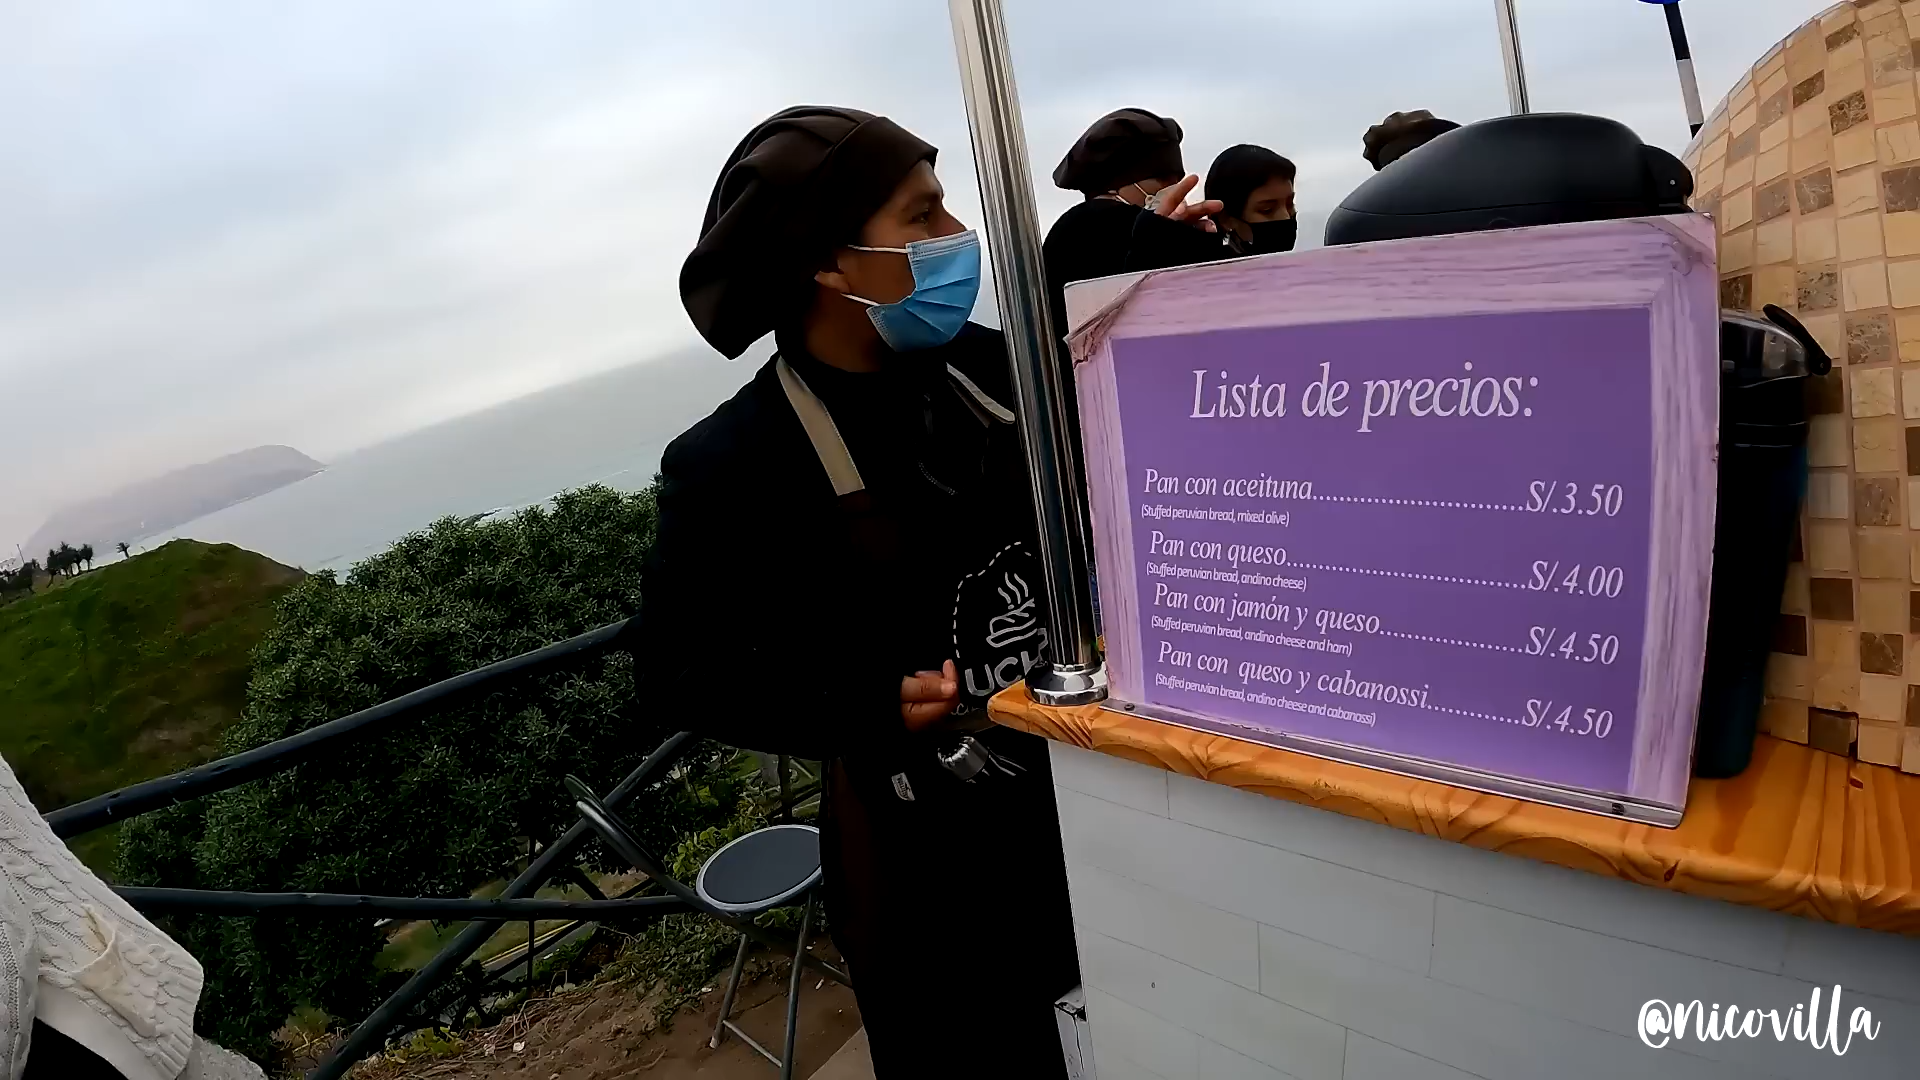 Lista de precios:
Pan con aceituna................................S/.3.50
(Stuffed peruvian bread, mixed olive)
Pan con queso....................................S/.4.00
(Stuffed peruvian bread, andino cheese)
Pan con jamón y queso......................S/.4.50
(Stuffed peruvian bread, andino cheese and ham)
Pan con queso y cabanossi..............S/.4.50
(Stuffed peruvian bread, andino cheese and cabanossi)
@nicovilla